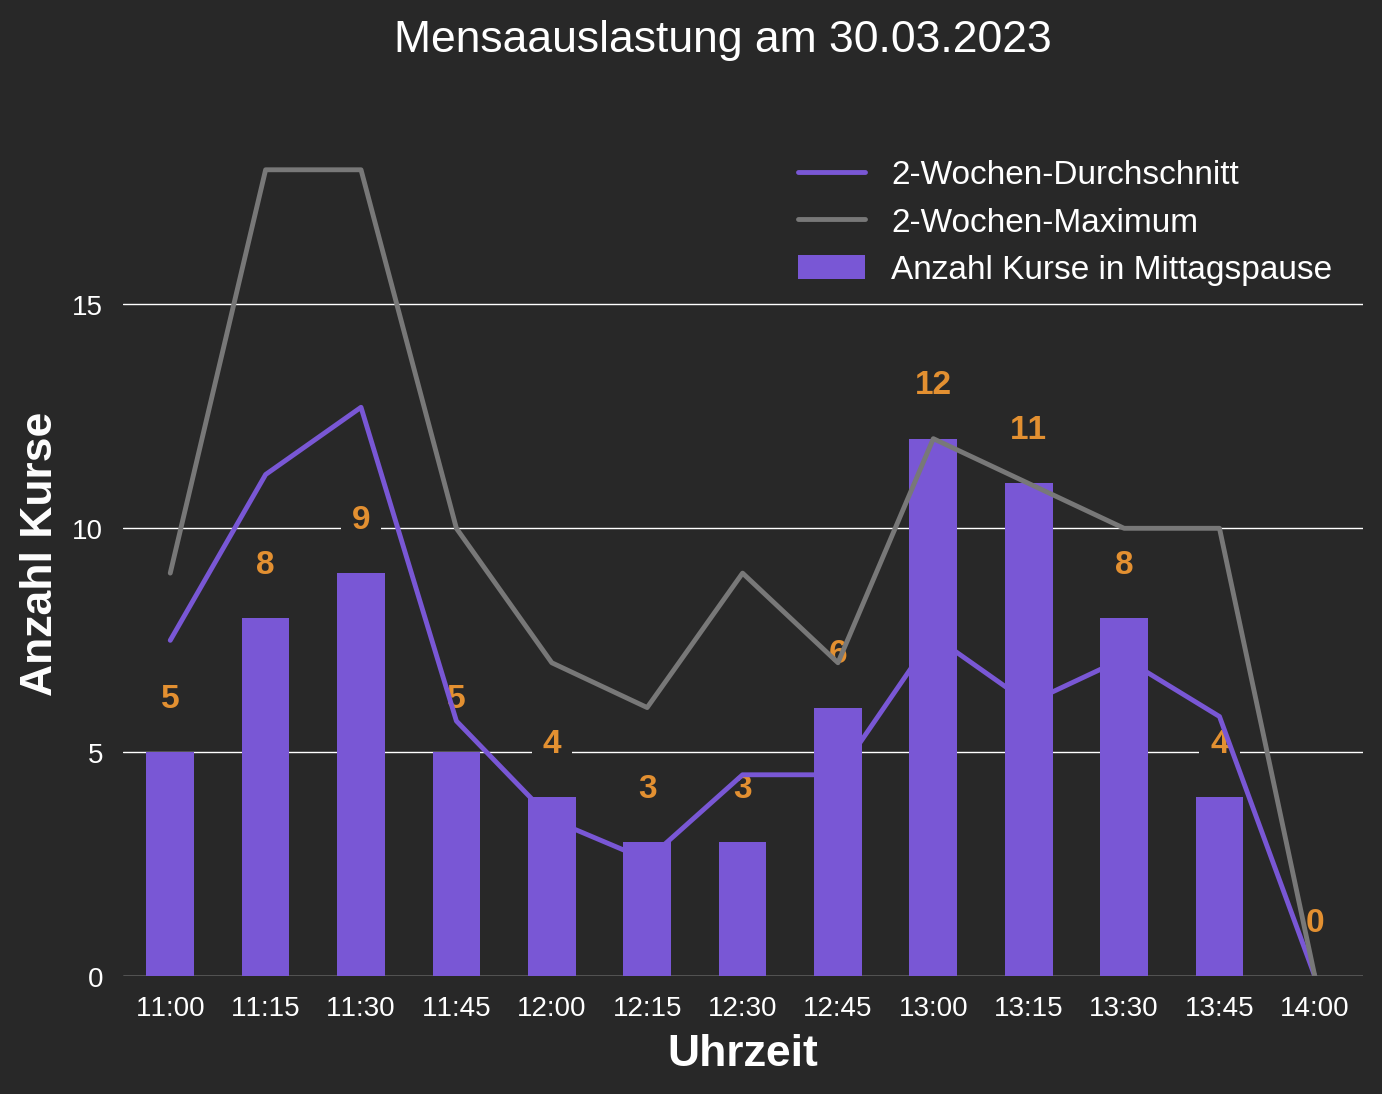 Mensaauslastung am 30.03.2023
2-Wochen-Durchschnitt
2-Wochen-Maximum
Anzahl Kurse in Mittagspause
Anzahl Kurse
15
10
5
0
5
8
9
5
4
3
3
6
12
11
8
4
0
11:00 11:15 11:30 11:45 12:00 12:15 12:30 12:45 13:00 13:15 13:30 13:45 14:00
Uhrzeit